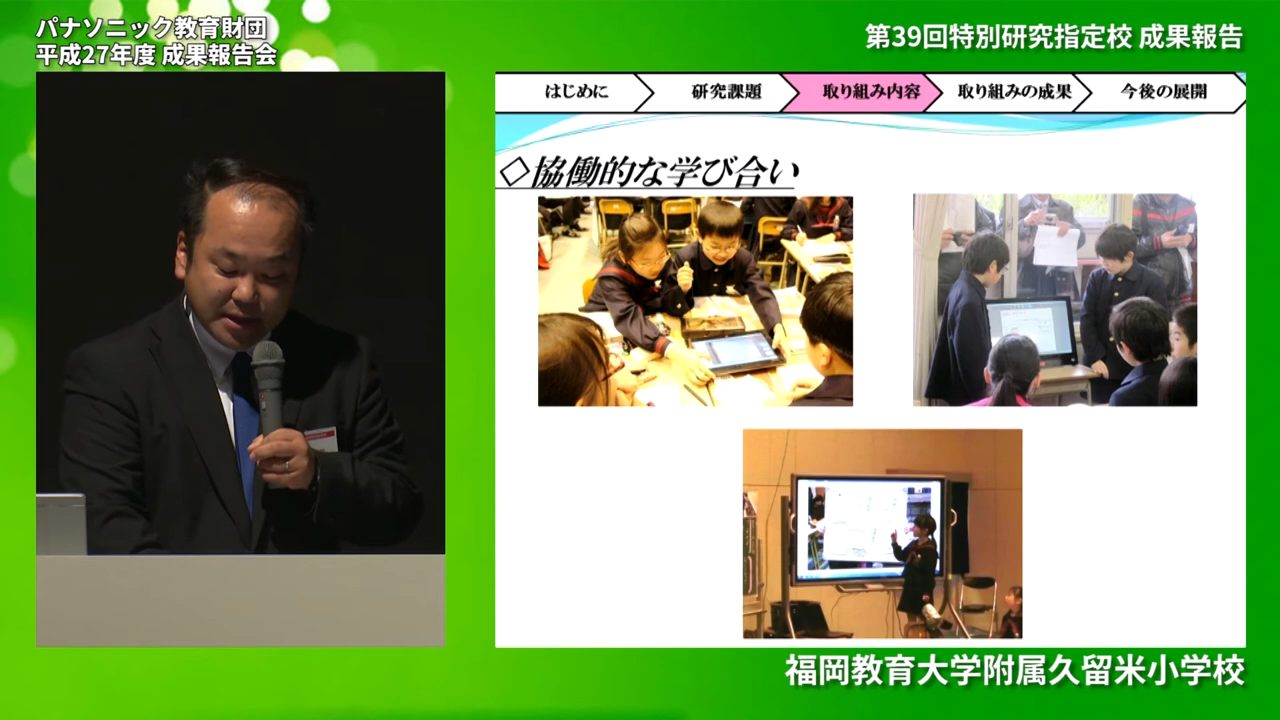 パナソニック教育財団
平成27年度 成果報告会
第39回特別研究指定校 成果報告
はじめに
研究課題
取り組み内容
取り組みの成果
今後の展開
◇協働的な学び合い
福岡教育大学附属久留米小学校